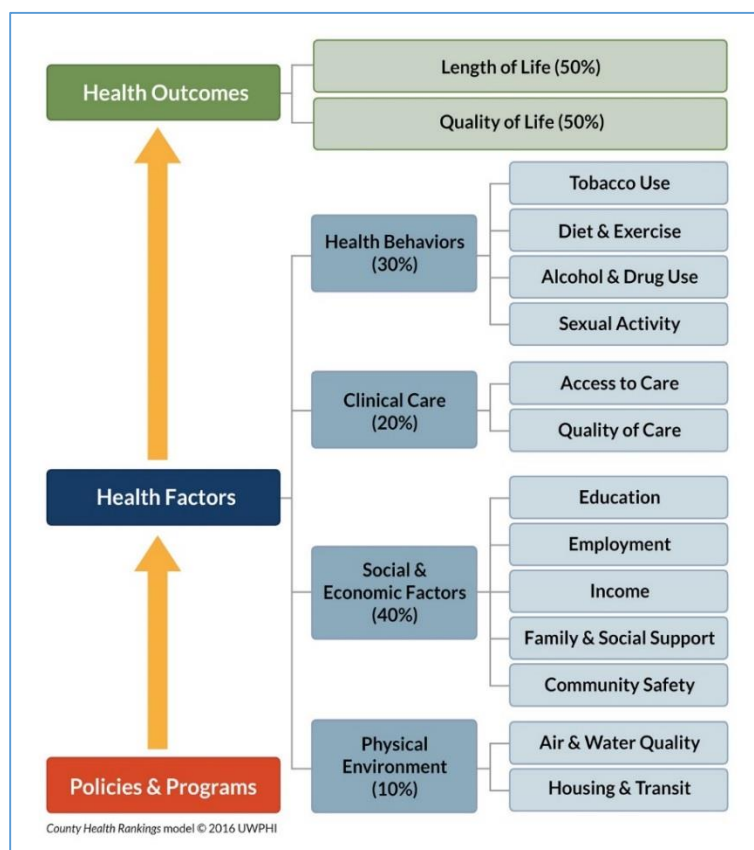 Health Outcomes
Length of Life (50%)
Quality of Life (50%)
Health Behaviors
(30%)
Tobacco Use
Diet & Exercise
Alcohol & Drug Use
Sexual Activity
Clinical Care
(20%)
Access to Care
Quality of Care
Health Factors
Social &
Economic Factors
(40%)
Education
Employment
Income
Family & Social Support
Community Safety
Physical
Environment
(10%)
Air & Water Quality
Housing & Transit
Policies & Programs
County Health Rankings model © 2016 UWPHI